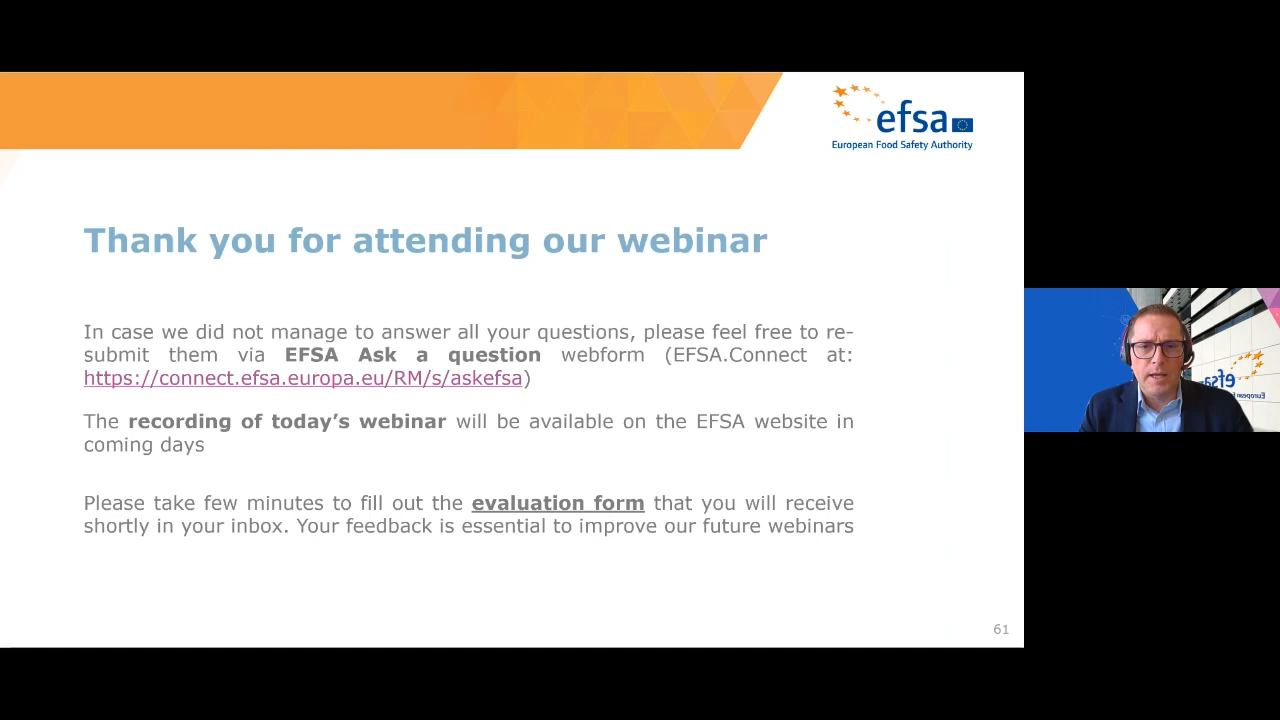 efsa
European Food Safety Authority
Thank you for attending our webinar
In case we did not manage to answer all your questions, please feel free to re-
submit them via EFSA Ask a question webform (EFSA.Connect at:
https://connect.efsa.europa.eu/RM/s/askefsa)
The recording of today’s webinar will be available on the EFSA website in
coming days
Please take few minutes to fill out the evaluation form that you will receive
shortly in your inbox. Your feedback is essential to improve our future webinars
61
efsa
European